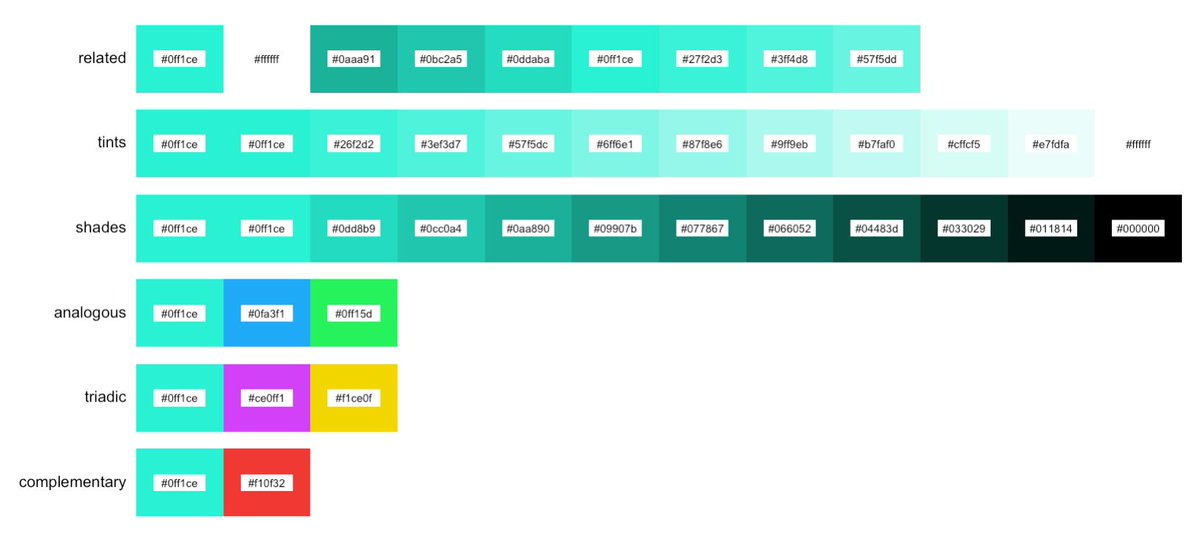 related #0ff1ce #ffffff #0aaa91 #0bc2a5 #0ddaba #0ff1ce #27f2d3 #3ff4d8 #57f5dd
tints #0ff1ce #0ff1ce #26f2d2 #3ef3d7 #57f5dc #6ff6e1 #87f8e6 #9ff9eb #b7faf0 #cffcf5 #e7fdfa #ffffff
shades #0ff1ce #0ff1ce #0dd8b9 #0cc0a4 #0aa890 #09907b #077867 #066052 #04483d #033029 #011814 #000000
analogous #0ff1ce #0fa3f1 #0ff15d
triadic #0ff1ce #ce0ff1 #f1ce0f
complementary #0ff1ce #f10f32